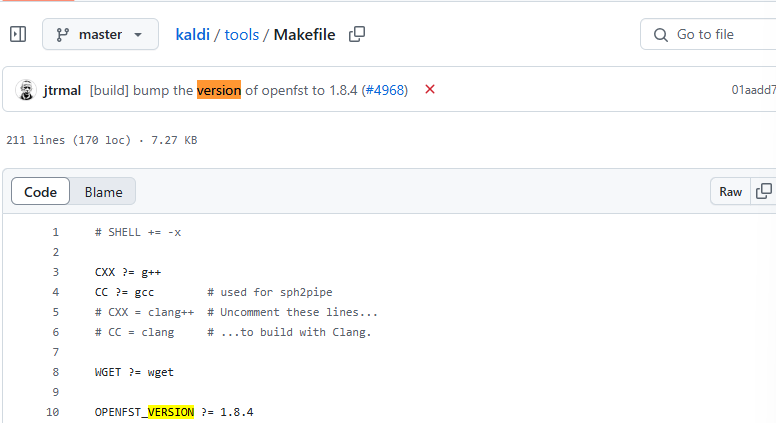 master
kaldi / tools / Makefile
Go to file
jtrmal [build] bump the version of openfst to 1.8.4 (#4968) 01aadd7
211 lines (170 loc) · 7.27 KB
Code Blame Raw
1 # SHELL += -x
2
3 CXX ?= g++
4 CC ?= gcc # used for sph2pipe
5 # CXX = clang++ # Uncomment these lines...
6 # CC = clang # ...to build with Clang.
7
8 WGET ?= wget
9
10 OPENFST_VERSION ?= 1.8.4